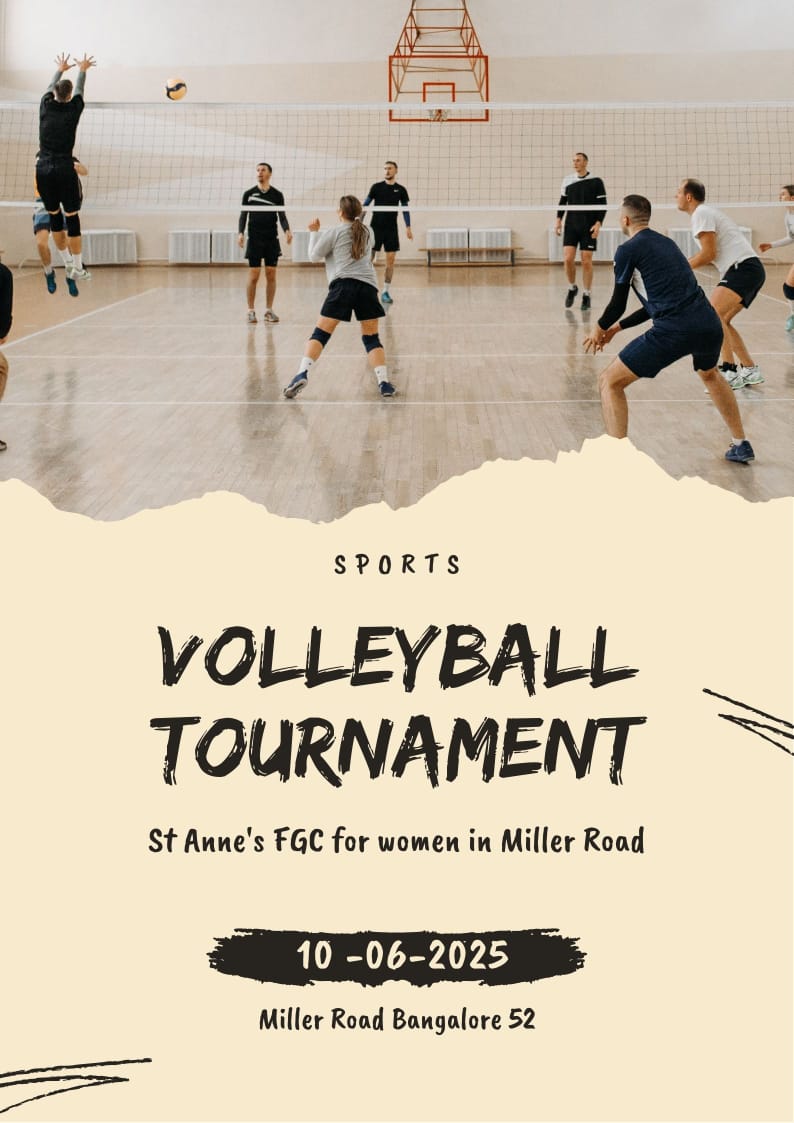 SPORTS
VOLLEYBALL
TOURNAMENT
St Anne's FGC for women in Miller Road
10 -06-2025
Miller Road Bangalore 52